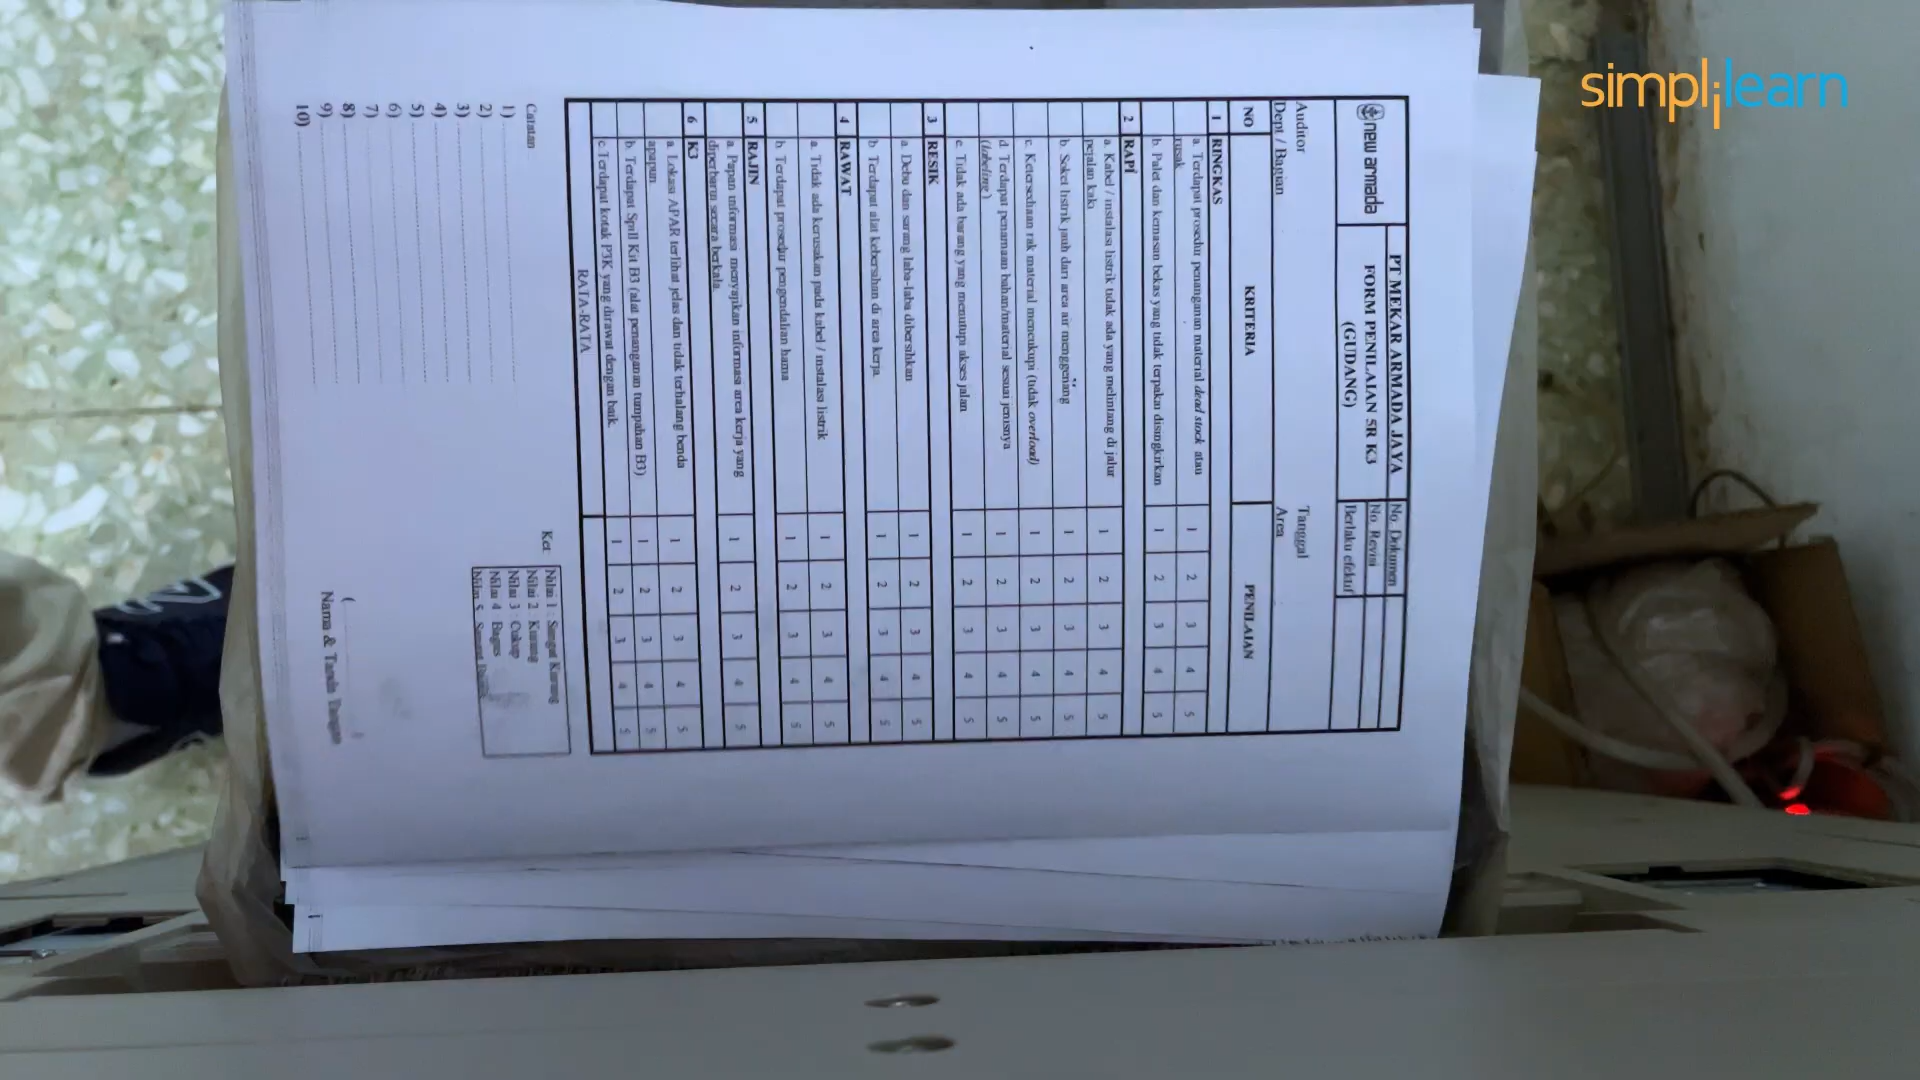 simplilearn
new armada
PT MEKAR ARMADA JAYA
FORM PENILAIAN 5R K3
(GUDANG)
No. Dokumen
No. Revisi
Berlaku efektif
Auditor
Tanggal
Dept / Bagian
Area
NO KRITERIA PENILAIAN
1 RINGKAS
a. Terdapat prosedur penanganan material dead stock atau 1 2 3 4 5
rusak
b. Palet dan kemasan bekas yang tidak terpakai disingkirkan 1 2 3 4 5
2 RAPI
a. Kabel / instalasi listrik tidak ada yang melintang di jalur 1 2 3 4 5
pejalan kaki
b. Soket listrik jauh dari area air mengenang 1 2 3 4 5
c. Ketersediaan rak material mencukupi (tidak overload) 1 2 3 4 5
d. Terdapat penamaan bahan/material sesuai jenisnya 1 2 3 4 5
(labeling)
e. Tidak ada barang yang menutupi akses jalan 1 2 3 4 5
3 RESIK
a. Debu dan sarang laba-laba dibersihkan 1 2 3 4 5
b. Terdapat alat kebersihan di area kerja. 1 2 3 4 5
4 RAWAT
a. Tidak ada kerusakan pada kabel / instalasi listrik 1 2 3 4 5
b. Terdapat prosedur pengendalian hama 1 2 3 4 5
5 RAJIN
a. Papan informasi menyajikan informasi area kerja yang 1 2 3 4 5
diperbarui secara berkala.
6 K3
a. Lokasi APAR terlihat jelas dan tidak terhalang benda 1 2 3 4 5
apapun
b. Terdapat Spill Kit B3 (alat penanganan tumpahan B3) 1 2 3 4 5
c. Terdapat kotak P3K yang dirawat dengan baik. 1 2 3 4 5
RATA-RATA
Catatan
Ket
Nilai 1 : Sangat Kurang
Nilai 2 : Kurang
Nilai 3 : Cukup
Nilai 4 Bagus
Nilai 5 Sangat Bagus
1)
2)
3)
4)
5)
6)
7)
8)
9)
10)
(
Nama & Tanda Tangan